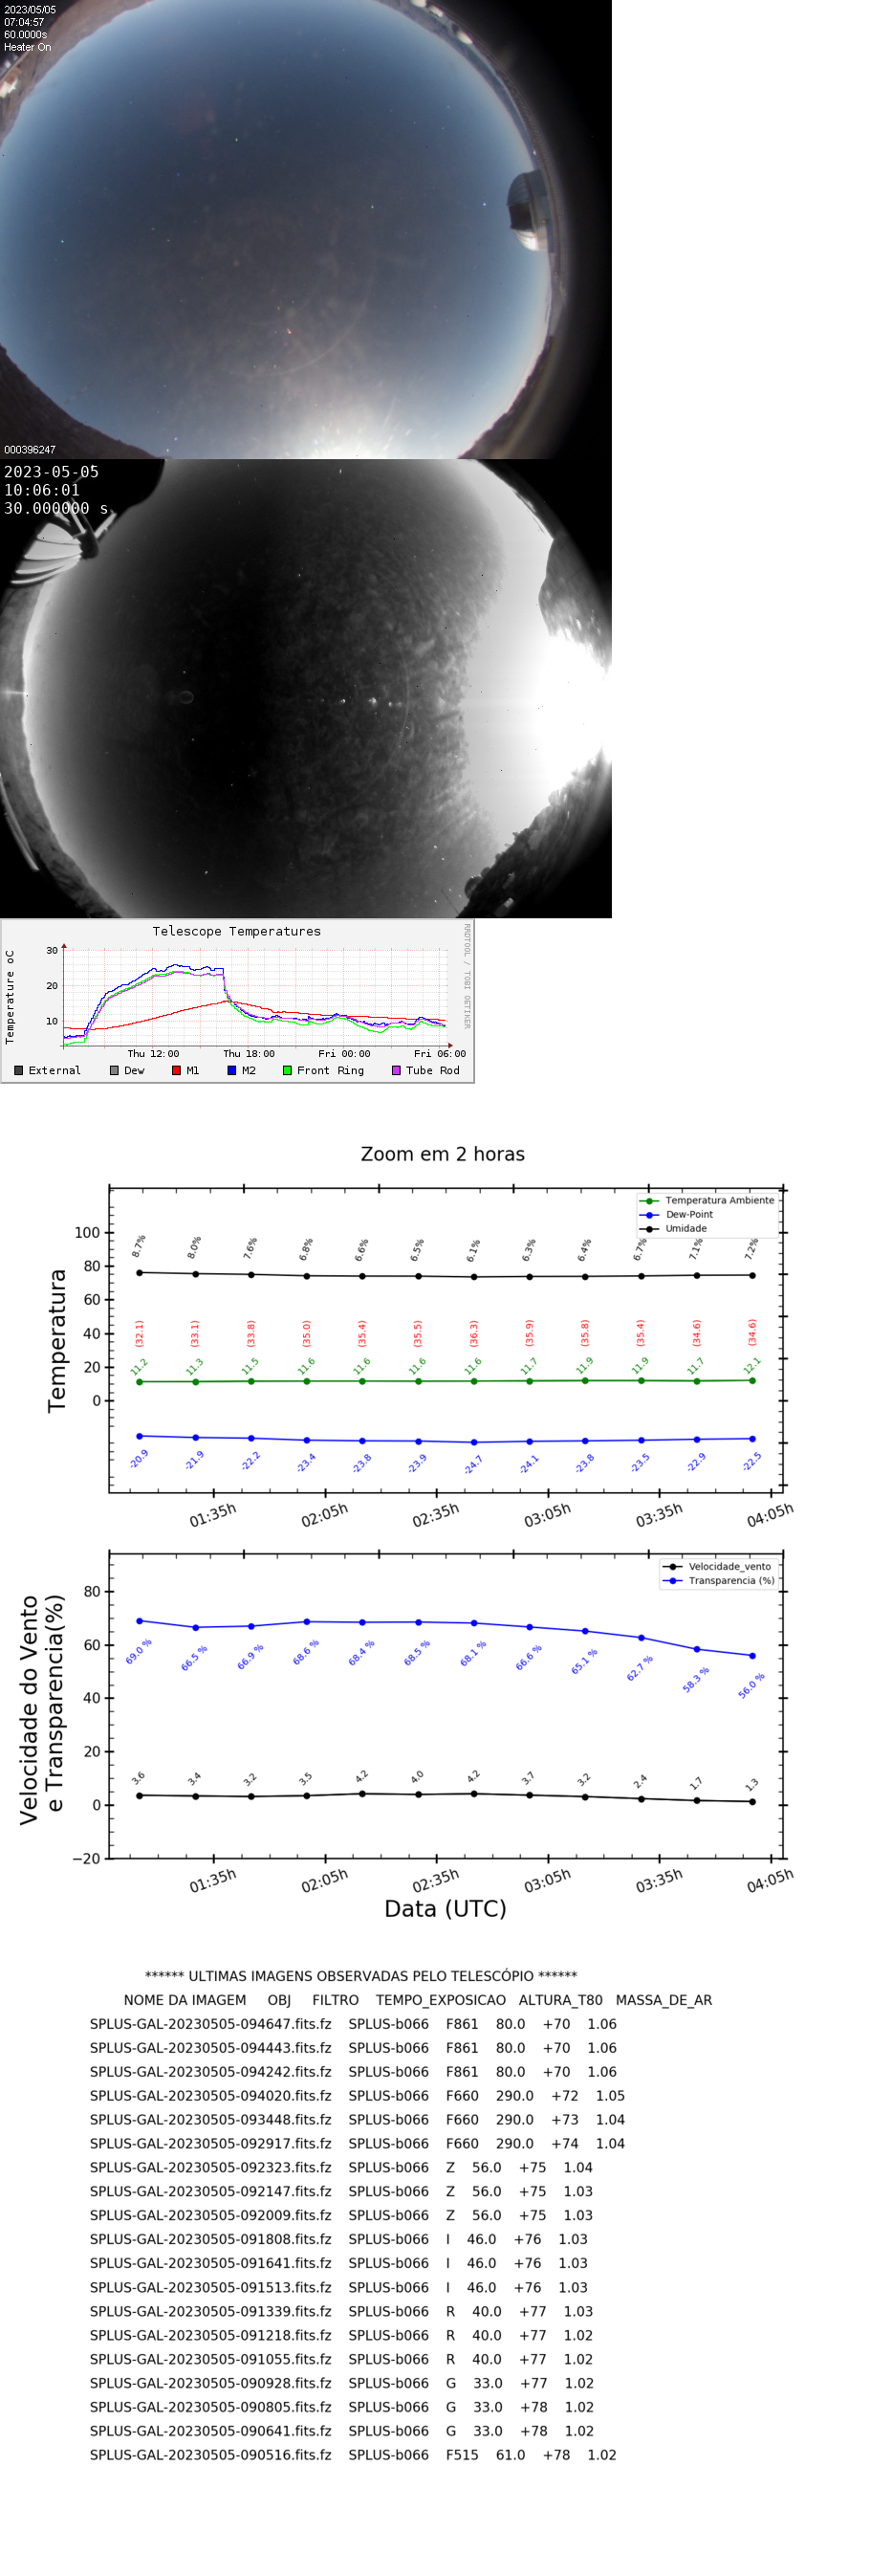 2023/05/05
07:04:57
60.0000s
Heater On
000396247
2023-05-05
10:06:01
30.000000 s
Telescope Temperatures
RRDTOOL / TOBI OETIKER
Temperature oC
30
20
10
Thu 12:00 Thu 18:00 Fri 00:00 Fri 06:00
External Dew M1 M2 Front Ring Tube Rod
Zoom em 2 horas
Temperatura Ambiente
Dew-Point
Umidade
Temperatura
100
80
60
40
20
0
8.7% 8.0% 7.6% 6.8% 6.6% 6.5% 6.1% 6.3% 6.4% 6.7% 7.1% 7.2%
(32.1) (33.1) (33.8) (35.0) (35.4) (35.5) (36.3) (35.9) (35.8) (35.4) (34.6) (34.6)
11.2 11.3 11.5 11.6 11.6 11.6 11.6 11.7 11.9 11.9 11.7 12.1
-20.9 -21.9 -22.2 -23.4 -23.8 -23.9 -24.7 -24.1 -23.8 -23.5 -22.9 -22.5
01:35h 02:05h 02:35h 03:05h 03:35h 04:05h
Velocidade_vento
Transparencia (%)
Velocidade do Vento
e Transparencia(%)
80
60
40
20
0
−20
69.0 % 66.5 % 66.9 % 68.6 % 68.4 % 68.5 % 68.1 % 66.6 % 65.1 % 62.7 % 58.3 % 56.0 %
3.6 3.4 3.2 3.5 4.2 4.0 4.2 3.7 3.2 2.4 1.7 1.3
01:35h 02:05h 02:35h 03:05h 03:35h 04:05h
Data (UTC)
****** ULTIMAS IMAGENS OBSERVADAS PELO TELESCÓPIO ******
NOME DA IMAGEM OBJ FILTRO TEMPO_EXPOSICAO ALTURA_T80 MASSA_DE_AR
SPLUS-GAL-20230505-094647.fits.fz SPLUS-b066 F861 80.0 +70 1.06
SPLUS-GAL-20230505-094443.fits.fz SPLUS-b066 F861 80.0 +70 1.06
SPLUS-GAL-20230505-094242.fits.fz SPLUS-b066 F861 80.0 +70 1.06
SPLUS-GAL-20230505-094020.fits.fz SPLUS-b066 F660 290.0 +72 1.05
SPLUS-GAL-20230505-093448.fits.fz SPLUS-b066 F660 290.0 +73 1.04
SPLUS-GAL-20230505-092917.fits.fz SPLUS-b066 F660 290.0 +74 1.04
SPLUS-GAL-20230505-092323.fits.fz SPLUS-b066 Z 56.0 +75 1.04
SPLUS-GAL-20230505-092147.fits.fz SPLUS-b066 Z 56.0 +75 1.03
SPLUS-GAL-20230505-092009.fits.fz SPLUS-b066 Z 56.0 +75 1.03
SPLUS-GAL-20230505-091808.fits.fz SPLUS-b066 I 46.0 +76 1.03
SPLUS-GAL-20230505-091641.fits.fz SPLUS-b066 I 46.0 +76 1.03
SPLUS-GAL-20230505-091513.fits.fz SPLUS-b066 I 46.0 +76 1.03
SPLUS-GAL-20230505-091339.fits.fz SPLUS-b066 R 40.0 +77 1.03
SPLUS-GAL-20230505-091218.fits.fz SPLUS-b066 R 40.0 +77 1.02
SPLUS-GAL-20230505-091055.fits.fz SPLUS-b066 R 40.0 +77 1.02
SPLUS-GAL-20230505-090928.fits.fz SPLUS-b066 G 33.0 +77 1.02
SPLUS-GAL-20230505-090805.fits.fz SPLUS-b066 G 33.0 +78 1.02
SPLUS-GAL-20230505-090641.fits.fz SPLUS-b066 G 33.0 +78 1.02
SPLUS-GAL-20230505-090516.fits.fz SPLUS-b066 F515 61.0 +78 1.02